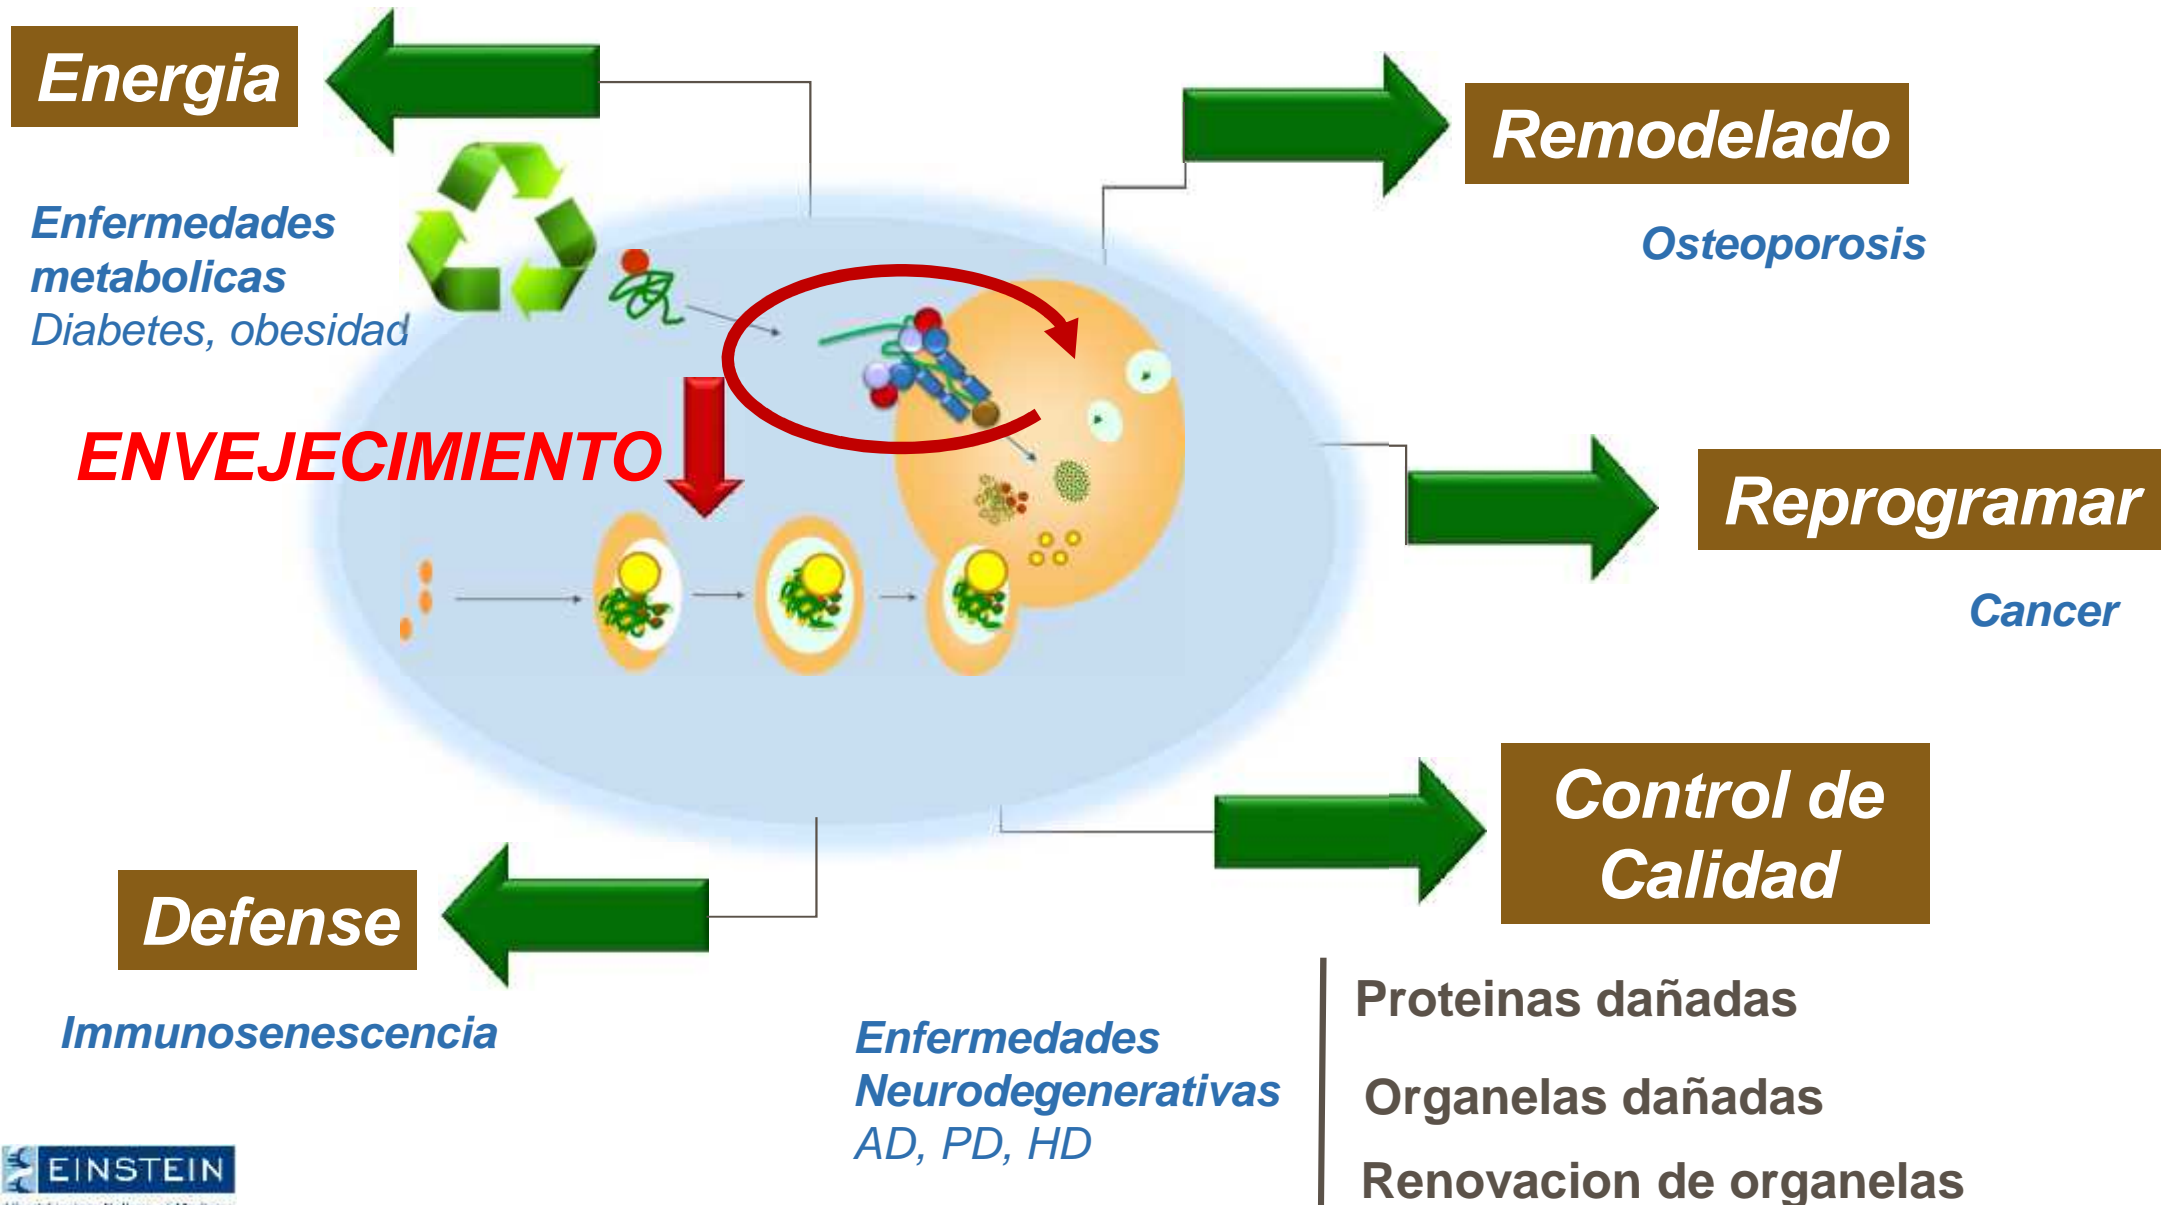 Energia
Enfermedades
metabolicas
Diabetes, obesidad
Remodelado
Osteoporosis
ENVEJECIMIENTO
Reprogramar
Cancer
Defense
Immunosenescencia
Control de
Calidad
Enfermedades
Neurodegenerativas
AD, PD, HD
Proteinas dañadas
Organelas dañadas
Renovacion de organelas
EINSTEIN